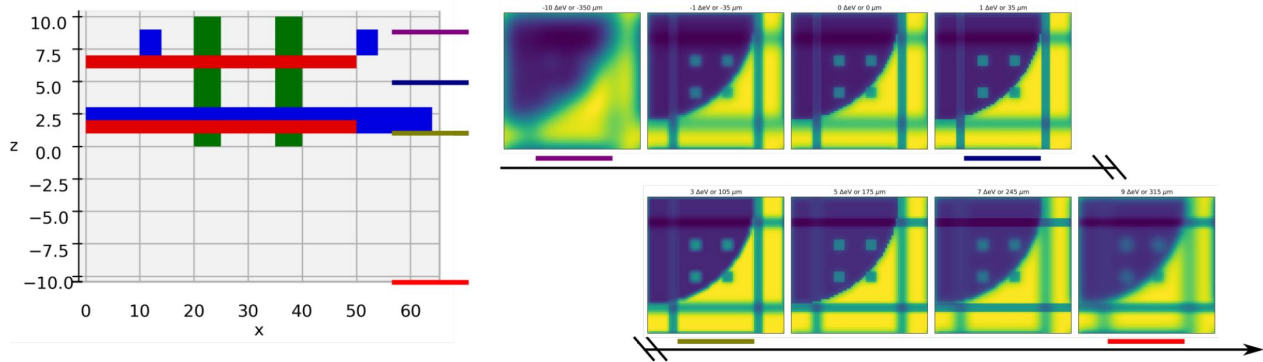 10.0
7.5
5.0
2.5
z
0.0
−2.5
−5.0
−7.5
−10.0
0 10 20 30 40 50 60
x
-10 ΔeV or -350 μm
-1 ΔeV or -35 μm
0 ΔeV or 0 μm
1 ΔeV or 35 μm
3 ΔeV or 105 μm
5 ΔeV or 175 μm
7 ΔeV or 245 μm
9 ΔeV or 315 μm